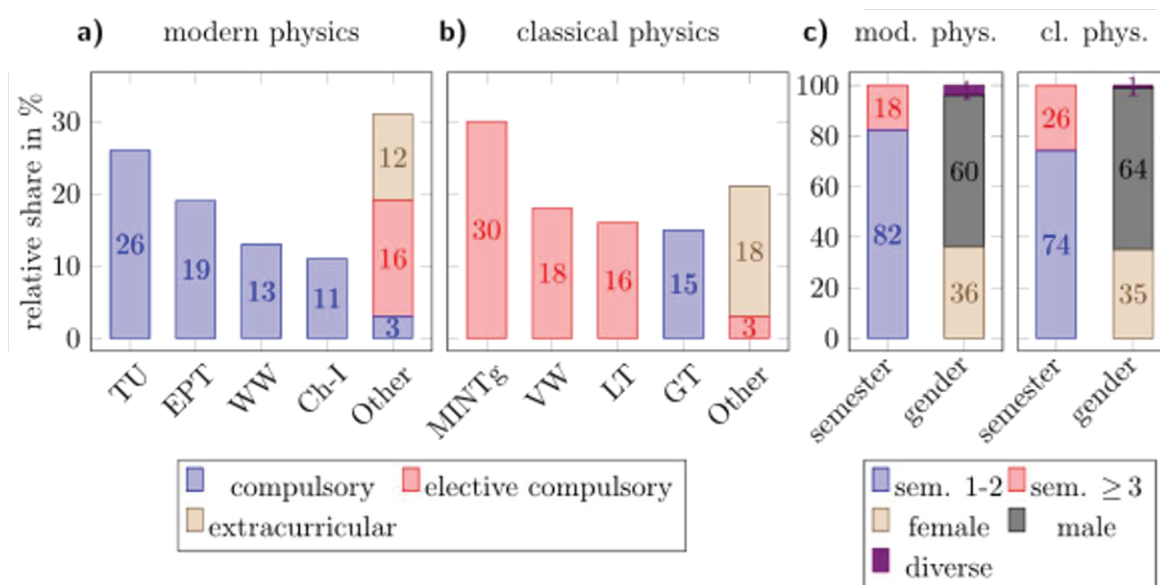 a) modern physics b) classical physics c) mod. phys. cl. phys.
relative share in %
30
20
10
0
26
19
13
11
12
16
3
TU
EPT
WW
Ch-I
Other
30
18
16
15
18
3
MINTg
VW
LT
GT
Other
100
80
60
40
20
0
18
82
60
36
semester
gender
26
74
1
64
35
semester
gender
compulsory elective compulsory
extracurricular
sem. 1-2 sem. ≥ 3
female male
diverse